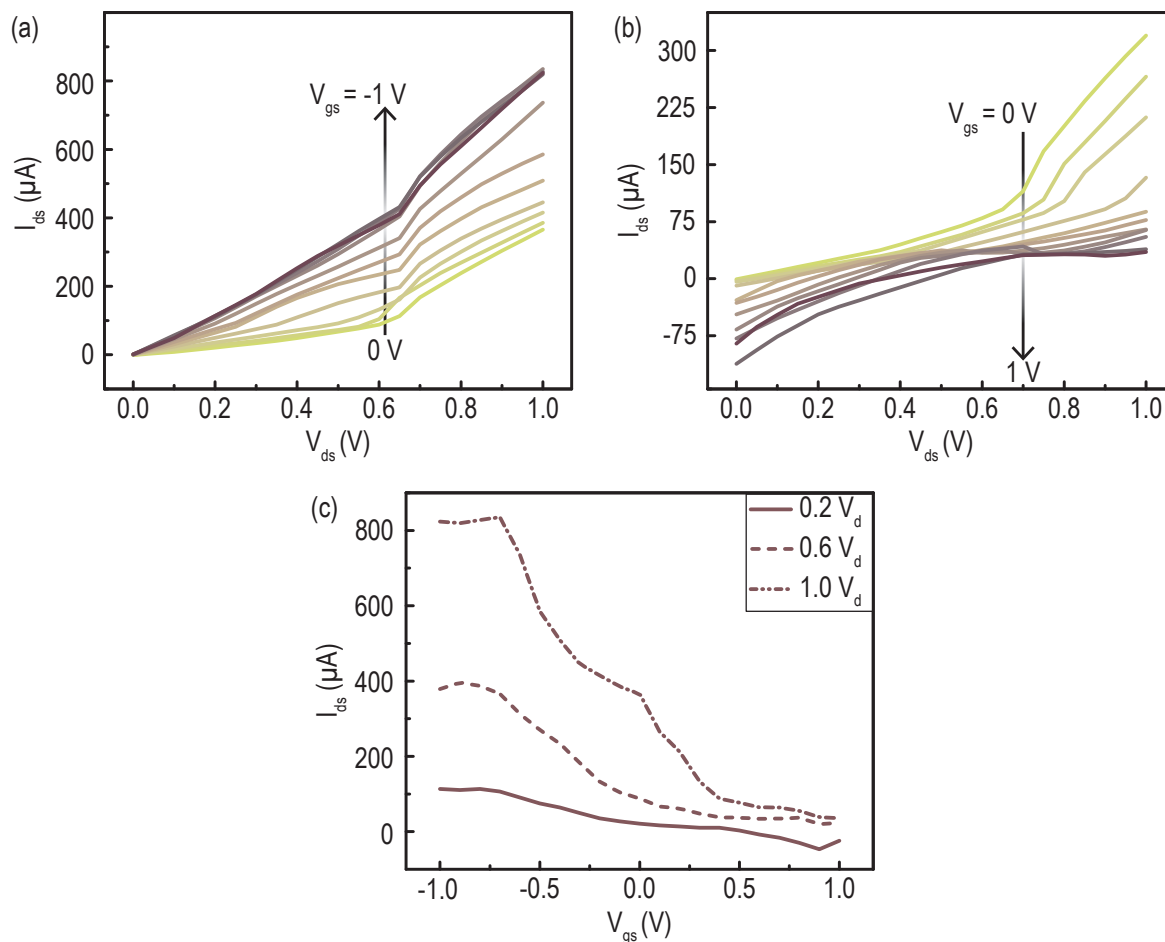 (a)
800
600
400
200
0
I_ds (µA)
V_gs = -1 V
0 V
0.0 0.2 0.4 0.6 0.8 1.0
V_ds (V)
(b)
300
225
150
75
0
-75
I_ds (µA)
V_gs = 0 V
1 V
0.0 0.2 0.4 0.6 0.8 1.0
V_ds (V)
(c)
800
600
400
200
0
I_ds (µA)
0.2 V_d
0.6 V_d
1.0 V_d
-1.0 -0.5 0.0 0.5 1.0
V_gs (V)